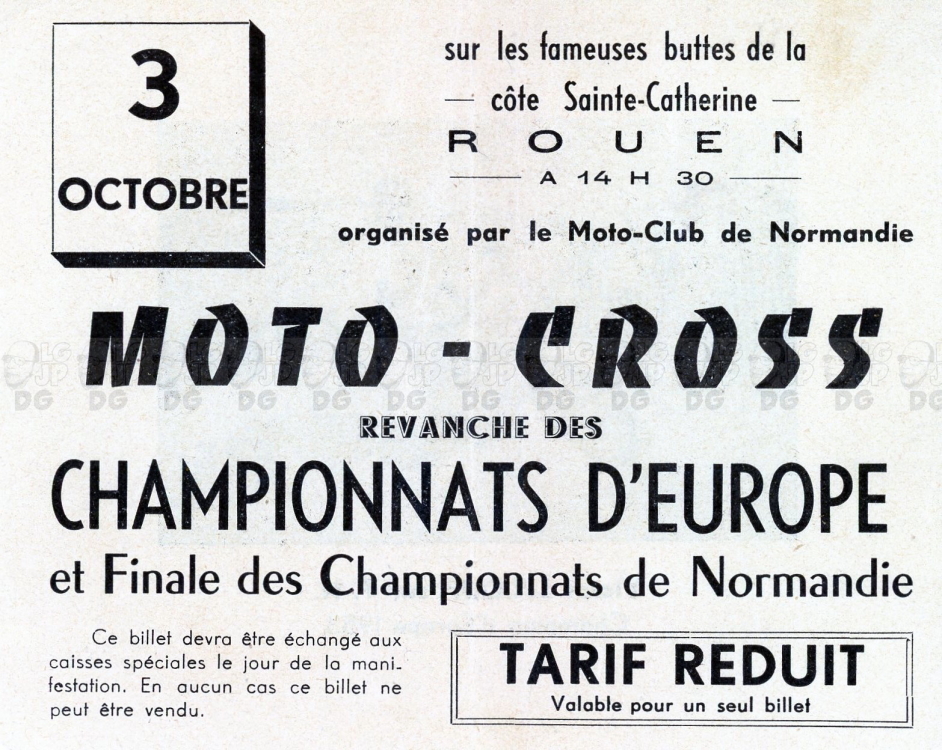 3
OCTOBRE
sur les fameuses buttes de la
— côte Sainte-Catherine —
ROUEN
— A 14 H 30 —
organisé par le Moto-Club de Normandie
MOTO - CROSS
REVANCHE DES
CHAMPIONNATS D'EUROPE
et Finale des Championnats de Normandie
Ce billet devra être échangé aux
caisses spéciales le jour de la mani-
festation. En aucun cas ce billet ne
peut être vendu.
TARIF REDUIT
Valable pour un seul billet